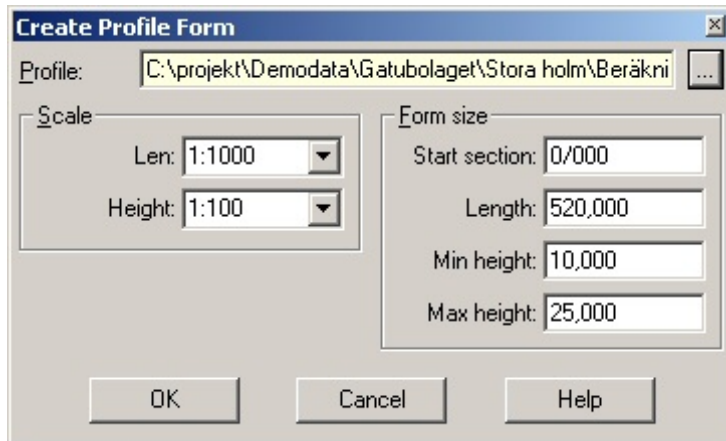 Create Profile Form
Profile: C:\projekt\Demodata\Gatubolaget\Stora holm\Beräkni ...
Scale
Len: 1:1000
Height: 1:100
Form size
Start section: 0/000
Length: 520,000
Min height: 10,000
Max height: 25,000
OK Cancel Help